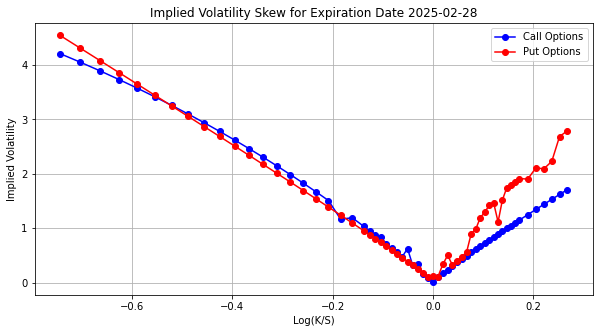 Implied Volatility Skew for Expiration Date 2025-02-28
Call Options
Put Options
Implied Volatility
4
3
2
1
0
−0.6
−0.4
−0.2
0.0
0.2
Log(K/S)